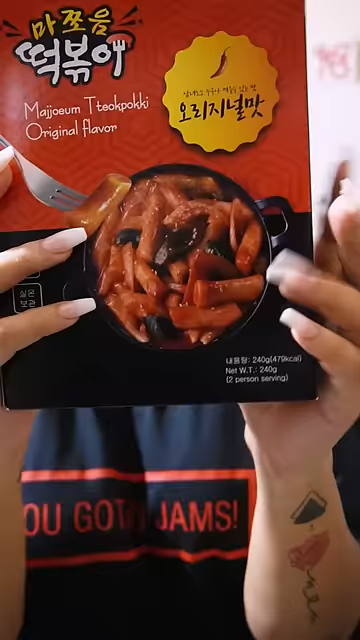 마쪼음
떡볶이
Majjoeum Tteokpokki
Original flavor
오리지널맛
내용량: 240g(479kcal)
Net W.T.: 240g
(2 person serving)
OU GOT JAMS!